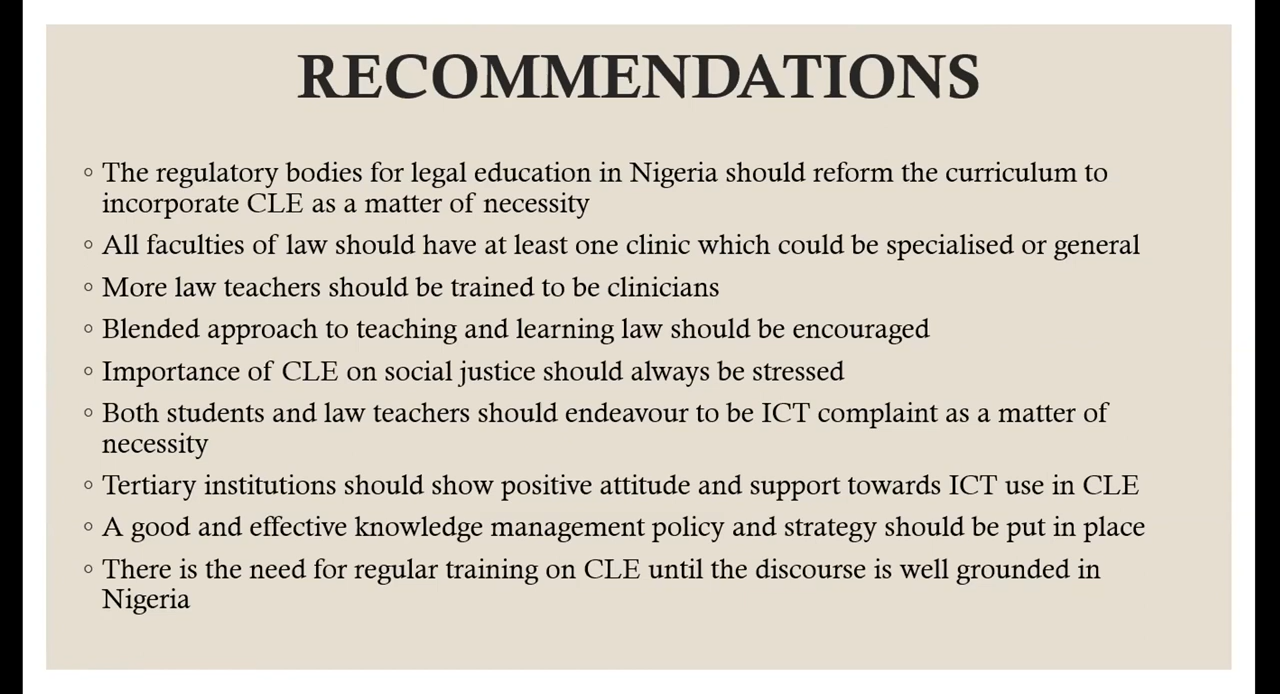 RECOMMENDATIONS
◦ The regulatory bodies for legal education in Nigeria should reform the curriculum to
incorporate CLE as a matter of necessity
◦ All faculties of law should have at least one clinic which could be specialised or general
◦ More law teachers should be trained to be clinicians
◦ Blended approach to teaching and learning law should be encouraged
◦ Importance of CLE on social justice should always be stressed
◦ Both students and law teachers should endeavour to be ICT complaint as a matter of
necessity
◦ Tertiary institutions should show positive attitude and support towards ICT use in CLE
◦ A good and effective knowledge management policy and strategy should be put in place
◦ There is the need for regular training on CLE until the discourse is well grounded in
Nigeria